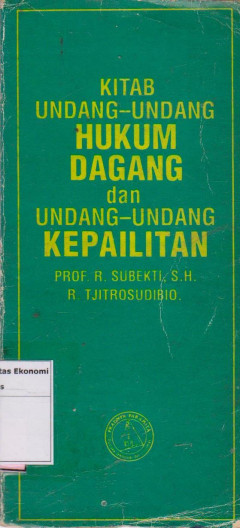 KITAB
UNDANG-UNDANG
HUKUM
DAGANG
dan
UNDANG-UNDANG
KEPAILITAN
PROF. R. SUBEKTI, S.H.
R. TJITROSUDIBIO.
tas Ekonomi
s